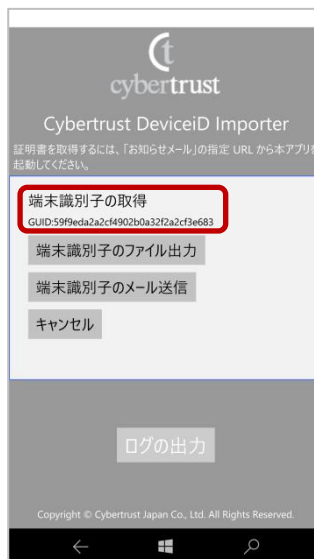 cybertrust
Cybertrust DeviceiD Importer
証明書を取得するには、「お知らせメール」の指定 URL から本アプリを
起動してください。
端末識別子の取得
GUID:59f9eda2a2cf4902b0a32f2a2cf3e683
端末識別子のファイル出力
端末識別子のメール送信
キャンセル
ログの出力
Copyright © Cybertrust Japan Co., Ltd. All Rights Reserved.